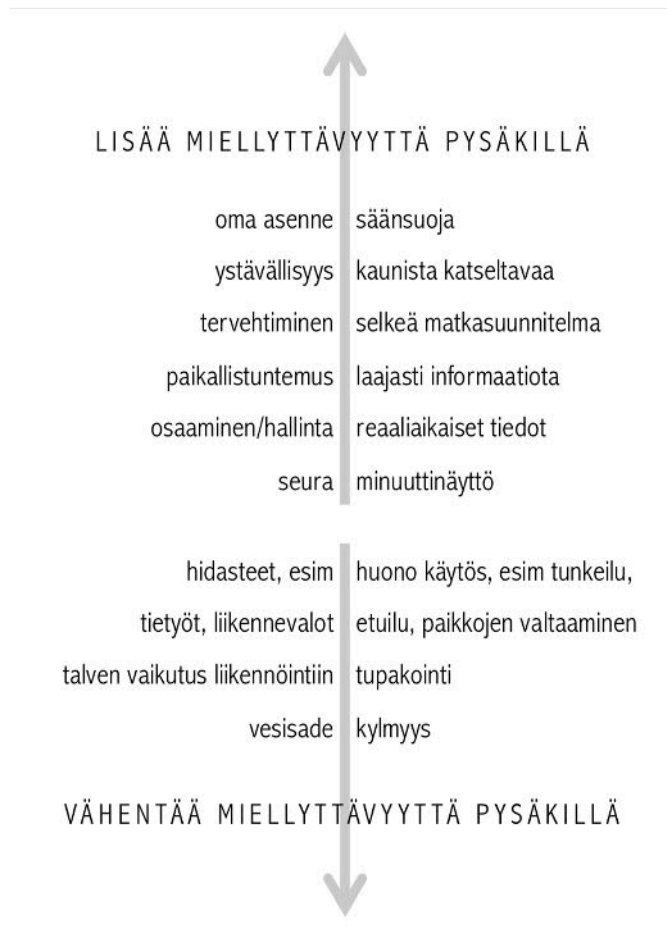 LISÄÄ MIELLYTTÄVYYTTÄ PYSÄKILLÄ
oma asenne säänsuoja
ystävällisyys kaunista katseltavaa
tervehtiminen selkeä matkasuunnitelma
paikallistuntemus laajasti informaatiota
osaaminen/hallinta reaaliaikaiset tiedot
seura minuuttinäyttö
hidasteet, esim huono käytös, esim tunkeilu,
tietyöt, liikennevalot etuilu, paikkojen valtaaminen
talven vaikutus liikennöintiin tupakointi
vesisade kylmyys
VÄHENTÄÄ MIELLYTTÄVYYTTÄ PYSÄKILLÄ